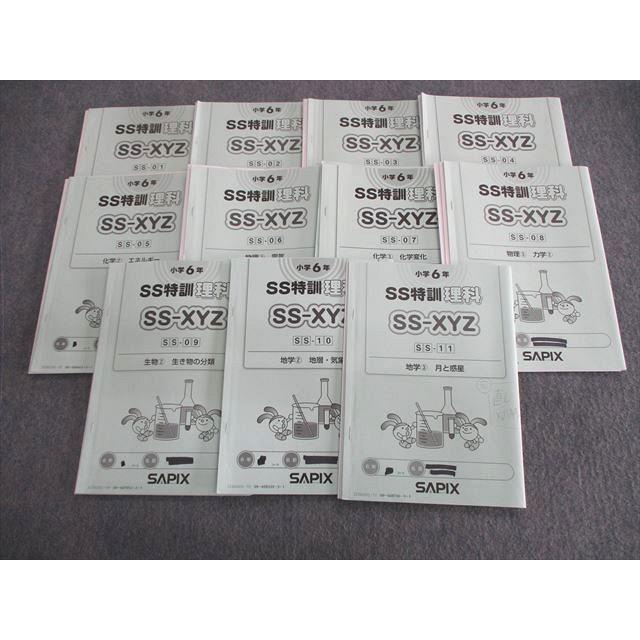 小学6年
SS特訓理科
SS-XYZ
SS-01
小学6年
SS特訓理科
SS-XYZ
SS-02
小学6年
SS特訓理科
SS-XYZ
SS-03
小学6年
SS特訓理科
SS-XYZ
SS-04
小学6年
SS特訓理科
SS-XYZ
SS-05
化学② エネルギー
小学6年
SS特訓理科
SS-XYZ
SS-06
小学6年
SS特訓理科
SS-XYZ
SS-07
化学③ 化学変化
小学6年
SS特訓理科
SS-XYZ
SS-08
物理③ 力学②
SAPIX
小学6年
SS特訓理科
SS-XYZ
SS-09
生物② 生き物の分類
SAPIX
小学6年
SS特訓理科
SS-XYZ
SS-10
地学② 地層・気象
SAPIX
小学6年
SS特訓理科
SS-XYZ
SS-11
地学③ 月と惑星
SAPIX